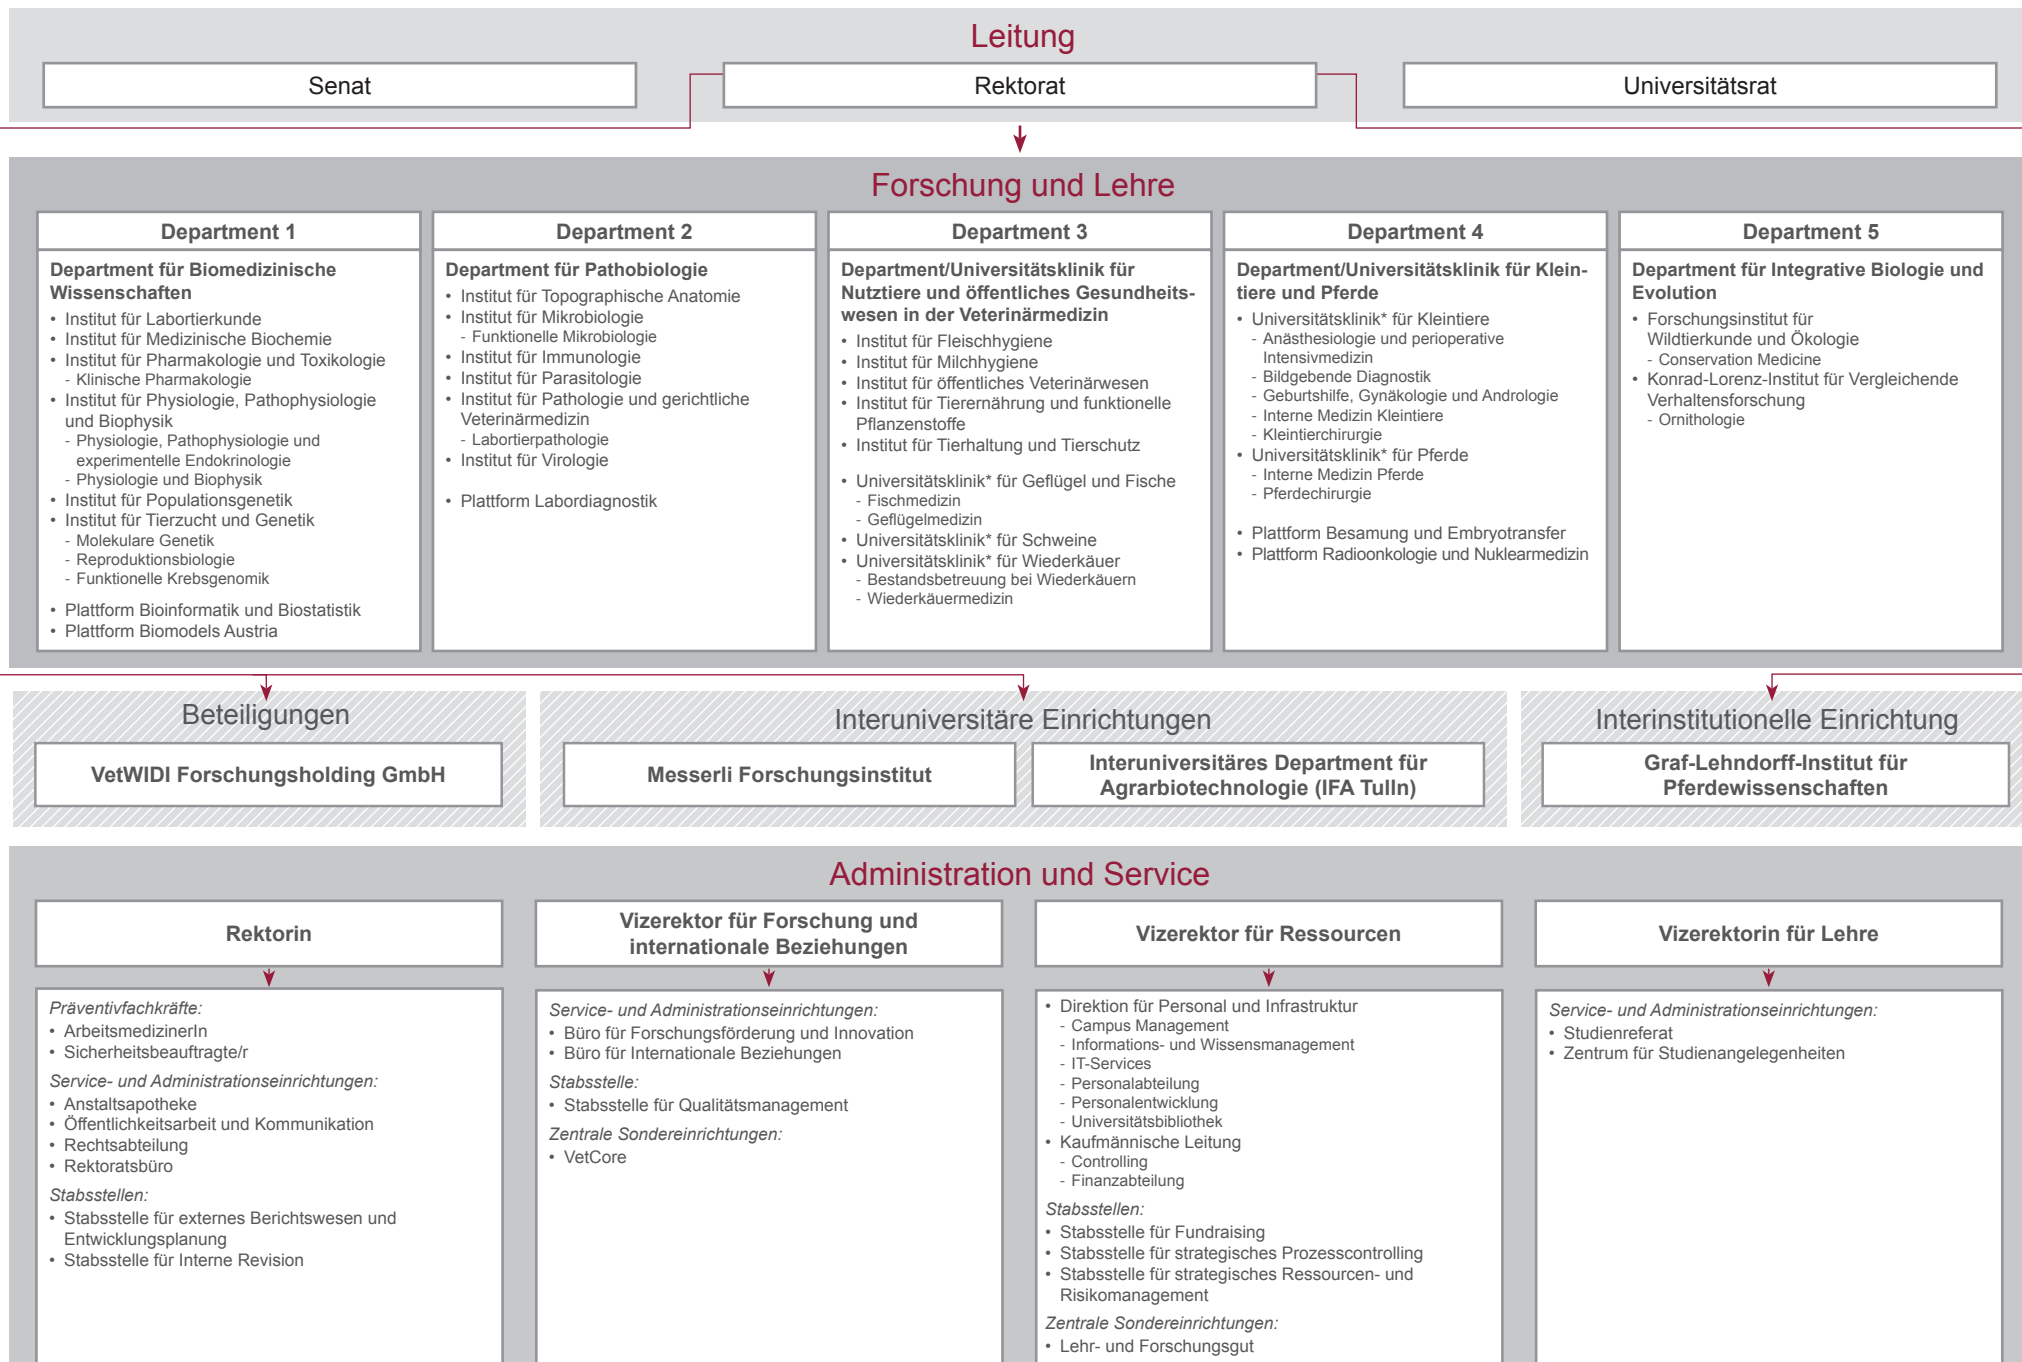 Leitung
Senat
Rektorat
Universitätsrat
Forschung und Lehre
Department 1
Department für Biomedizinische
Wissenschaften
• Institut für Labortierkunde
• Institut für Medizinische Biochemie
• Institut für Pharmakologie und Toxikologie
- Klinische Pharmakologie
• Institut für Physiologie, Pathophysiologie
und Biophysik
- Physiologie, Pathophysiologie und
experimentelle Endokrinologie
- Physiologie und Biophysik
• Institut für Populationsgenetik
• Institut für Tierzucht und Genetik
- Molekulare Genetik
- Reproduktionsbiologie
- Funktionelle Krebsgenomik
• Plattform Bioinformatik und Biostatistik
• Plattform Biomodels Austria
Department 2
Department für Pathobiologie
• Institut für Topographische Anatomie
• Institut für Mikrobiologie
- Funktionelle Mikrobiologie
• Institut für Immunologie
• Institut für Parasitologie
• Institut für Pathologie und gerichtliche
Veterinärmedizin
- Labortierpathologie
• Institut für Virologie
• Plattform Labordiagnostik
Department 3
Department/Universitätsklinik für
Nutztiere und öffentliches Gesundheits-
wesen in der Veterinärmedizin
• Institut für Fleischhygiene
• Institut für Milchhygiene
• Institut für öffentliches Veterinärwesen
• Institut für Tierernährung und funktionelle
Pflanzenstoffe
• Institut für Tierhaltung und Tierschutz
• Universitätsklinik* für Geflügel und Fische
- Fischmedizin
- Geflügelmedizin
• Universitätsklinik* für Schweine
• Universitätsklinik* für Wiederkäuer
- Bestandsbetreuung bei Wiederkäuern
- Wiederkäuermedizin
Department 4
Department/Universitätsklinik für Klein-
tiere und Pferde
• Universitätsklinik* für Kleintiere
- Anästhesiologie und perioperative
Intensivmedizin
- Bildgebende Diagnostik
- Geburtshilfe, Gynäkologie und Andrologie
- Interne Medizin Kleintiere
- Kleintierchirurgie
• Universitätsklinik* für Pferde
- Interne Medizin Pferde
- Pferdechirurgie
• Plattform Besamung und Embryotransfer
• Plattform Radioonkologie und Nuklearmedizin
Department 5
Department für Integrative Biologie und
Evolution
• Forschungsinstitut für
Wildtierkunde und Ökologie
- Conservation Medicine
• Konrad-Lorenz-Institut für Vergleichende
Verhaltensforschung
- Ornithologie
Beteiligungen
VetWIDI Forschungsholding GmbH
Interuniversitäre Einrichtungen
Messerli Forschungsinstitut
Interuniversitäres Department für
Agrarbiotechnologie (IFA Tulln)
Interinstitutionelle Einrichtung
Graf-Lehndorff-Institut für
Pferdewissenschaften
Administration und Service
Rektorin
Präventivfachkräfte:
• ArbeitsmedizinerIn
• Sicherheitsbeauftragte/r
Service- und Administrationseinrichtungen:
• Anstaltsapotheke
• Öffentlichkeitsarbeit und Kommunikation
• Rechtsabteilung
• Rektoratsbüro
Stabsstellen:
• Stabsstelle für externes Berichtswesen und
Entwicklungsplanung
• Stabsstelle für Interne Revision
Vizerektor für Forschung und
internationale Beziehungen
Service- und Administrationseinrichtungen:
• Büro für Forschungsförderung und Innovation
• Büro für Internationale Beziehungen
Stabsstelle:
• Stabsstelle für Qualitätsmanagement
Zentrale Sondereinrichtungen:
• VetCore
Vizerektor für Ressourcen
• Direktion für Personal und Infrastruktur
- Campus Management
- Informations- und Wissensmanagement
- IT-Services
- Personalabteilung
- Personalentwicklung
- Universitätsbibliothek
• Kaufmännische Leitung
- Controlling
- Finanzabteilung
Stabsstellen:
• Stabsstelle für Fundraising
• Stabsstelle für strategisches Prozesscontrolling
• Stabsstelle für strategisches Ressourcen- und
Risikomanagement
Zentrale Sondereinrichtungen:
• Lehr- und Forschungsgut
Vizerektorin für Lehre
Service- und Administrationseinrichtungen:
• Studienreferat
• Zentrum für Studienangelegenheiten